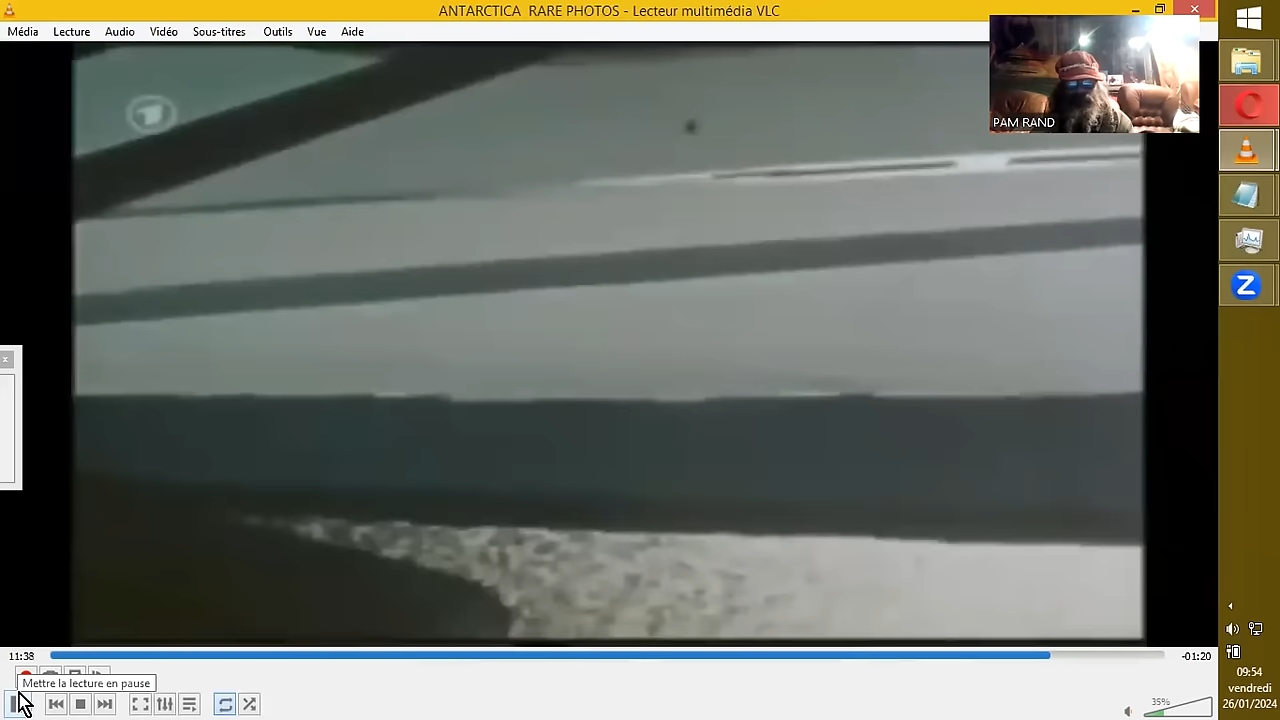 ANTARCTICA  RARE PHOTOS - Lecteur multimédia VLC
Média Lecture Audio Vidéo Sous-titres Outils Vue Aide
PAM RAND
11:38
-01:20
Mettre la lecture en pause
35%
09:54
vendredi
26/01/2024